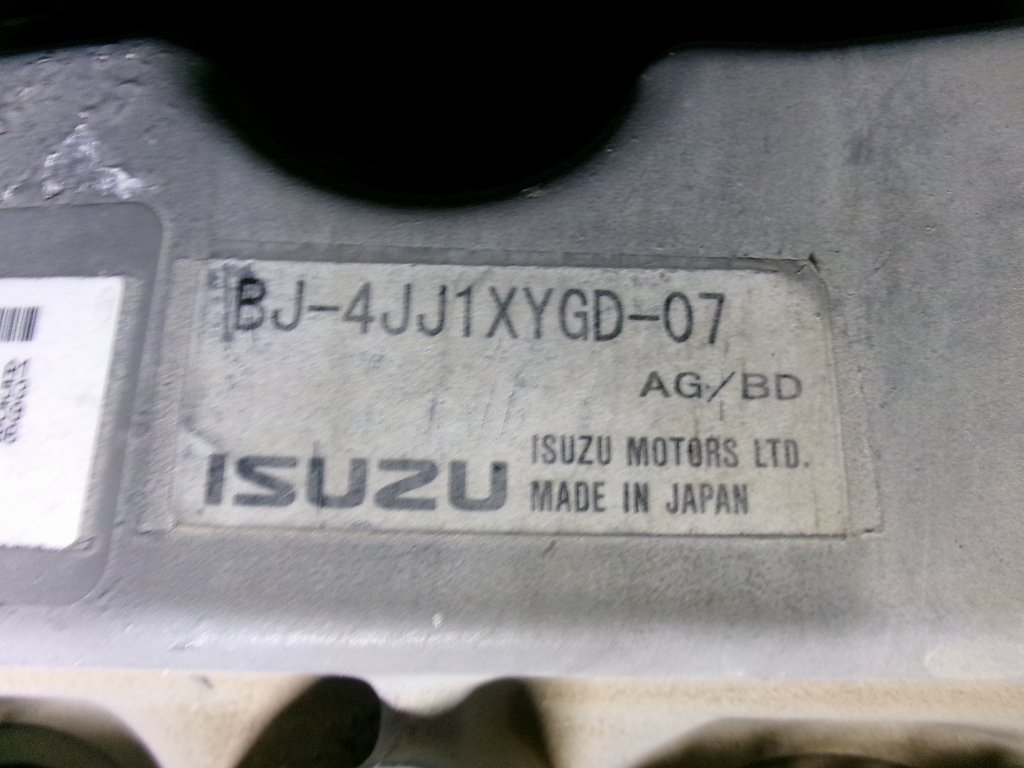 BJ-4JJ1XYGD-07
AG/BD
ISUZU
ISUZU MOTORS LTD.
MADE IN JAPAN